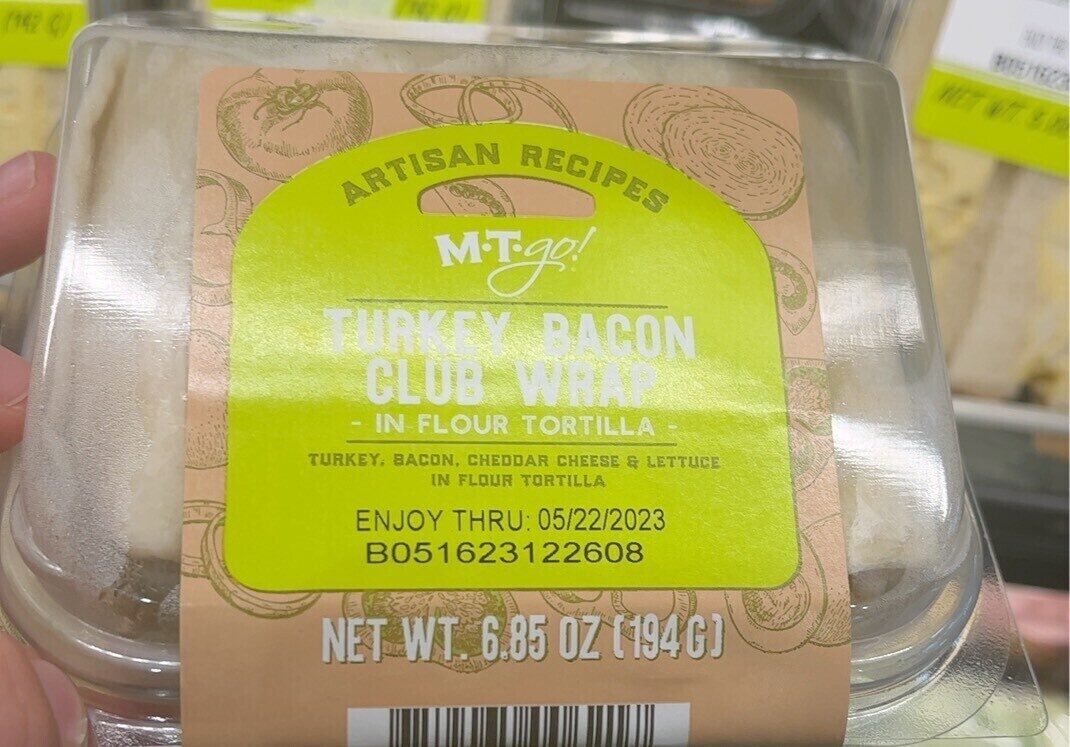 ARTISAN RECIPES
M·T·go!
TURKEY BACON
CLUB WRAP
- IN FLOUR TORTILLA -
TURKEY, BACON, CHEDDAR CHEESE & LETTUCE
IN FLOUR TORTILLA
ENJOY THRU: 05/22/2023
B051623122608
NET WT. 6.85 OZ (194G)